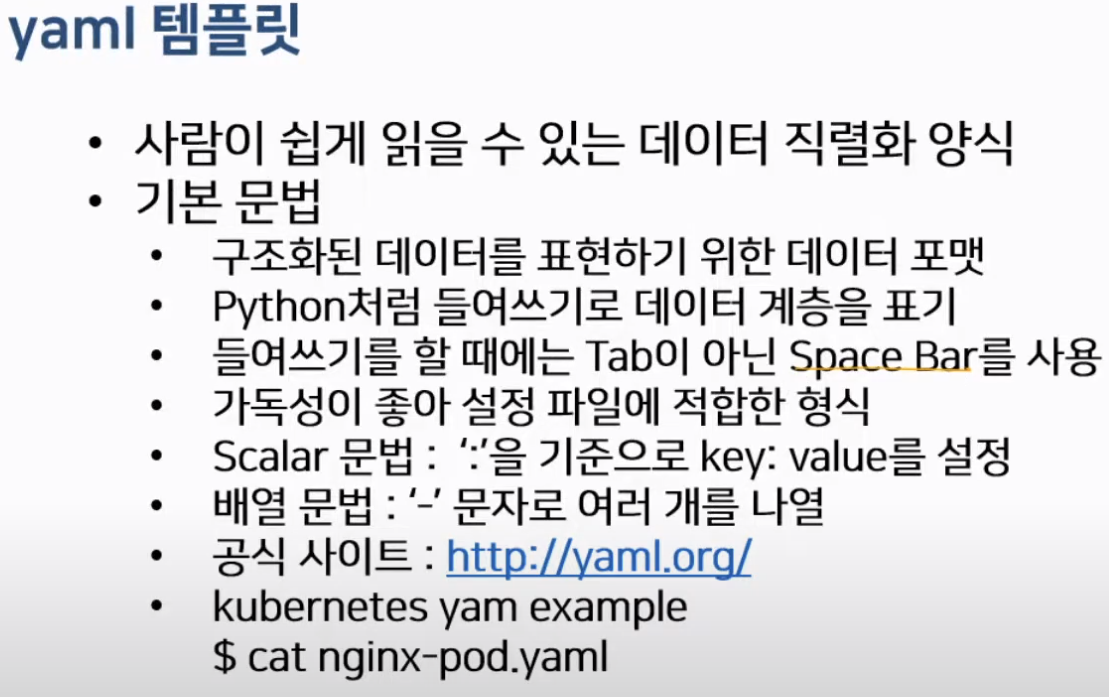 yaml 템플릿
• 사람이 쉽게 읽을 수 있는 데이터 직렬화 양식
• 기본 문법
• 구조화된 데이터를 표현하기 위한 데이터 포맷
• Python처럼 들여쓰기로 데이터 계층을 표기
• 들여쓰기를 할 때에는 Tab이 아닌 Space Bar를 사용
• 가독성이 좋아 설정 파일에 적합한 형식
• Scalar 문법 : ‘:’을 기준으로 key: value를 설정
• 배열 문법 : ‘-’ 문자로 여러 개를 나열
• 공식 사이트 : http://yaml.org/
• kubernetes yam example
$ cat nginx-pod.yaml